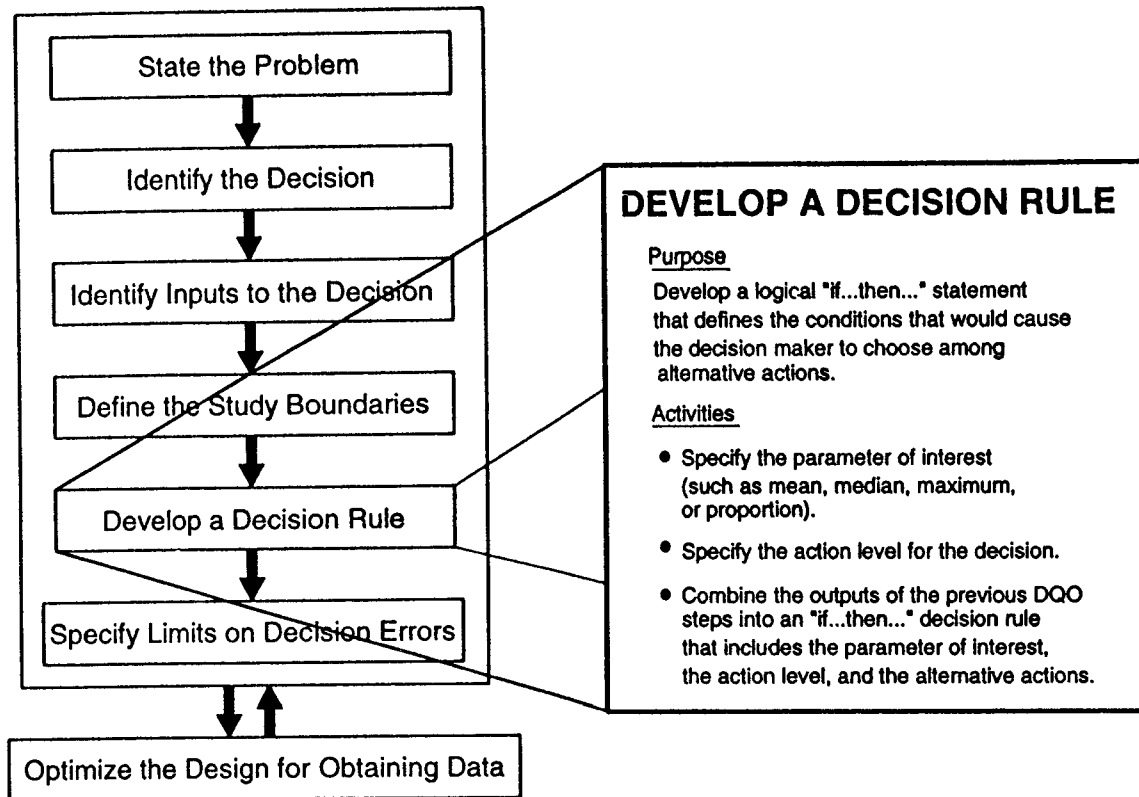 State the Problem
Identify the Decision
Identify Inputs to the Decision
Define the Study Boundaries
Develop a Decision Rule
Specify Limits on Decision Errors
Optimize the Design for Obtaining Data
DEVELOP A DECISION RULE
Purpose
Develop a logical "if...then..." statement
that defines the conditions that would cause
the decision maker to choose among
alternative actions.
Activities
• Specify the parameter of interest
(such as mean, median, maximum,
or proportion).
• Specify the action level for the decision.
• Combine the outputs of the previous DQO
steps into an "if...then..." decision rule
that includes the parameter of interest,
the action level, and the alternative actions.